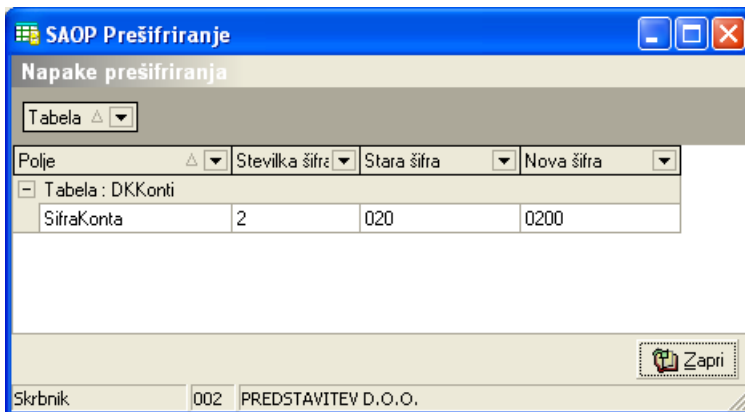 SAOP Prešifriranje
Napake prešifriranja
Tabela
Polje Stevilka šifra Stara šifra Nova šifra
Tabela : DKKonti
SifraKonta 2 020 0200
Zapri
Skrbnik 002 PREDSTAVITEV D.O.O.